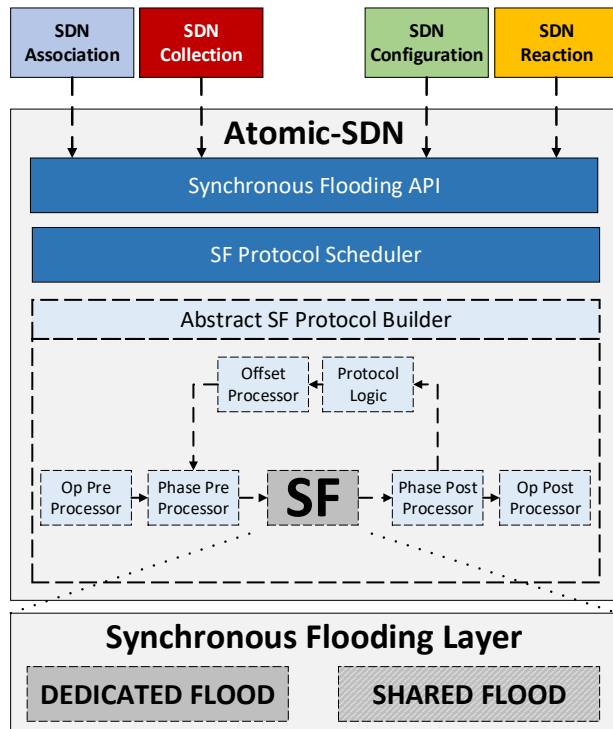 SDN
Association
SDN
Collection
SDN
Configuration
SDN
Reaction
Atomic-SDN
Synchronous Flooding API
SF Protocol Scheduler
Abstract SF Protocol Builder
Offset
Processor
Protocol
Logic
Op Pre
Processor
Phase Pre
Processor
SF
Phase Post
Processor
Op Post
Processor
Synchronous Flooding Layer
DEDICATED FLOOD
SHARED FLOOD